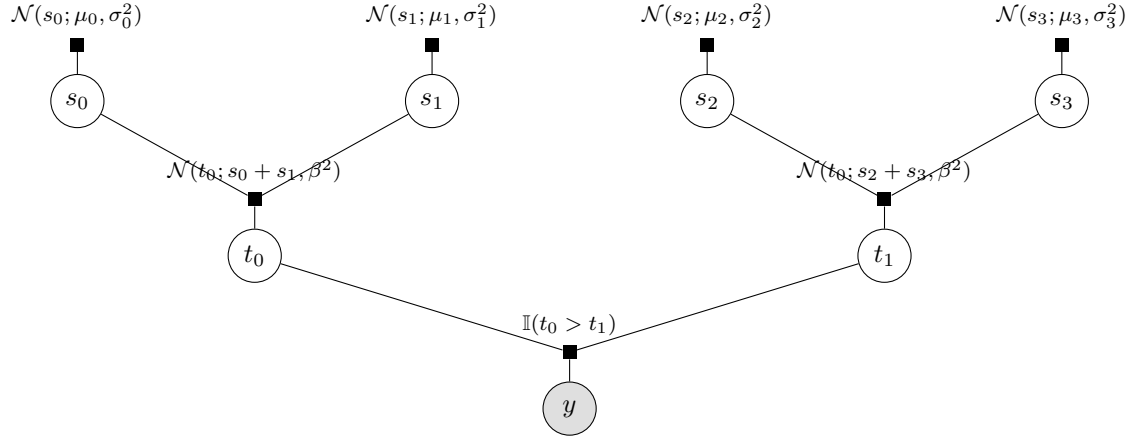 𝒩(s₀; μ₀, σ₀²) 𝒩(s₁; μ₁, σ₁²) 𝒩(s₂; μ₂, σ₂²) 𝒩(s₃; μ₃, σ₃²)
s₀ s₁ s₂ s₃
𝒩(t₀; s₀ + s₁, β²) 𝒩(t₀; s₂ + s₃, β²)
t₀ t₁
𝕀(t₀ > t₁)
y